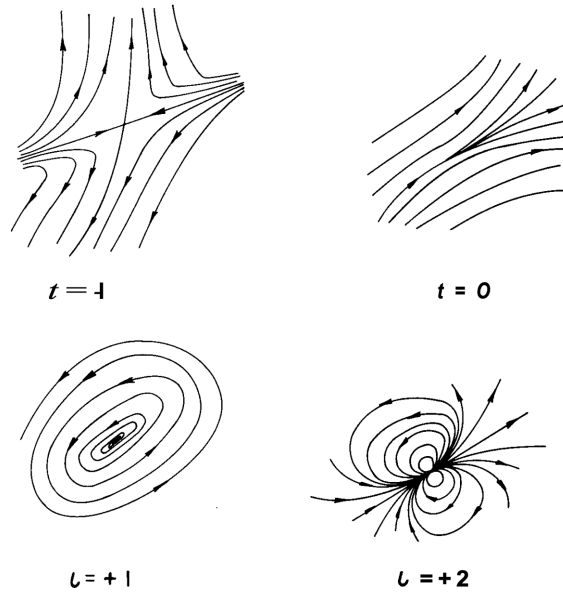 t = -1
t = 0
ι = + 1
ι = + 2